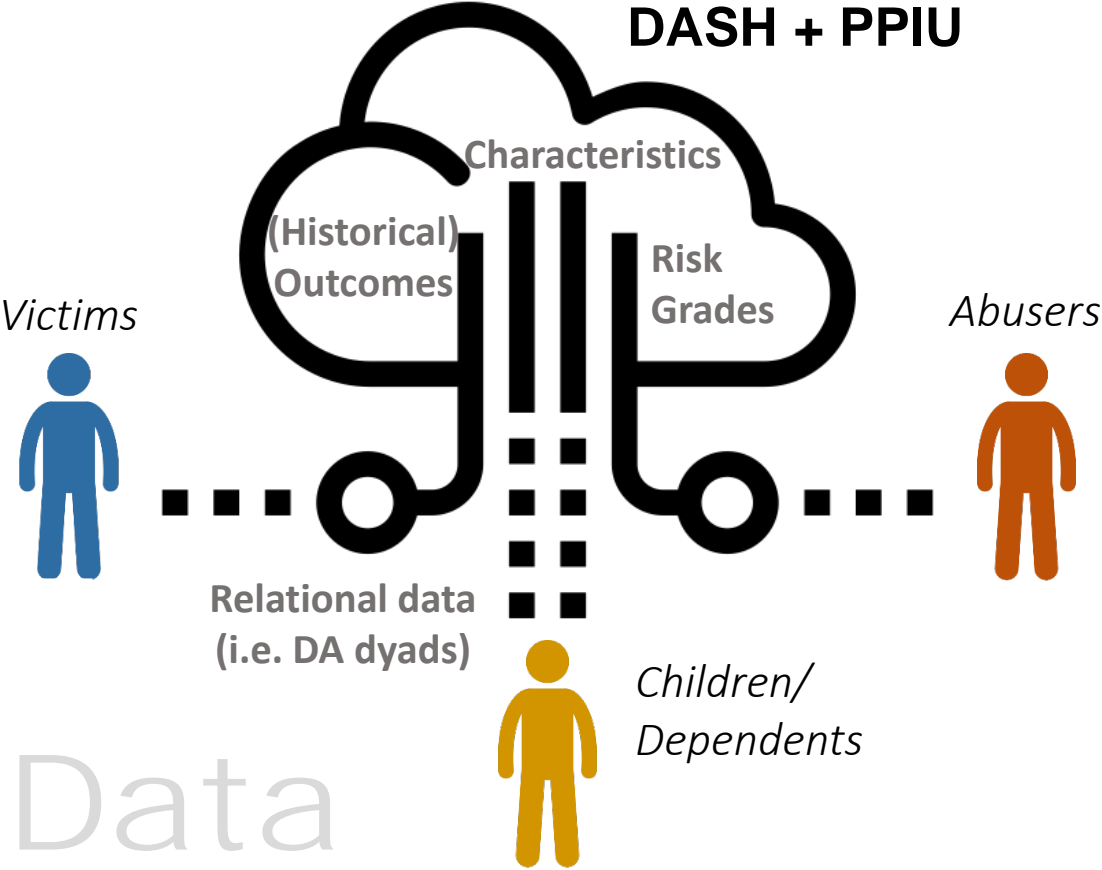 DASH + PPIU
Characteristics
(Historical)
Outcomes
Risk
Grades
Victims
Abusers
Relational data
(i.e. DA dyads)
Children/
Dependents
Data